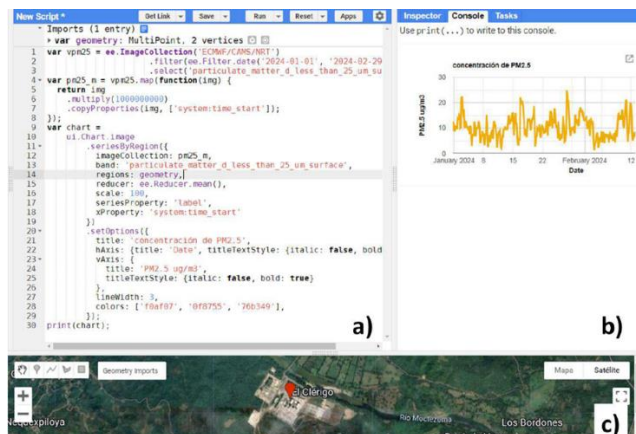 New Script *
Get Link
Save
Run
Reset
Apps
Imports (1 entry)
var geometry: MultiPoint, 2 vertices
1 var vpm25 = ee.ImageCollection('ECMWF/CAMS/NRT')
2 .filter(ee.Filter.date('2024-01-01', '2024-02-29
3 .select('particulate_matter_d_less_than_25_um_su
4 var pm25_m = vpm25.map(function(img) {
5 return img
6 .multiply(1000000000)
7 .copyProperties(img, ['system:time_start']);
8 });
9 var chart =
10 ui.Chart.image
11 .seriesByRegion({
12 imageCollection: pm25_m,
13 band: 'particulate_matter_d_less_than_25_um_surface',
14 regions: geometry,
15 reducer: ee.Reducer.mean(),
16 scale: 100,
17 seriesProperty: 'label',
18 xProperty: 'system:time_start'
19 })
20 .setOptions({
21 title: 'concentración de PM2.5',
22 hAxis: {title: 'Date', titleTextStyle: {italic: false, bold
23 vAxis: {
24 title: 'PM2.5 ug/m3',
25 titleTextStyle: {italic: false, bold: true}
26 },
27 lineWidth: 3,
28 colors: ['f0af07', '0f8755', '76b349'],
29 });
30 print(chart);
a)
Inspector Console Tasks
Use print(...) to write to this console.
concentración de PM2.5
30
20
10
0
PM2.5 ug/m3
January 2024 8 15 22 February 2024 12
Date
b)
Geometry Imports
Mapa Satélite
El Clérigo
Río Moctezuma
Los Bordones
c)